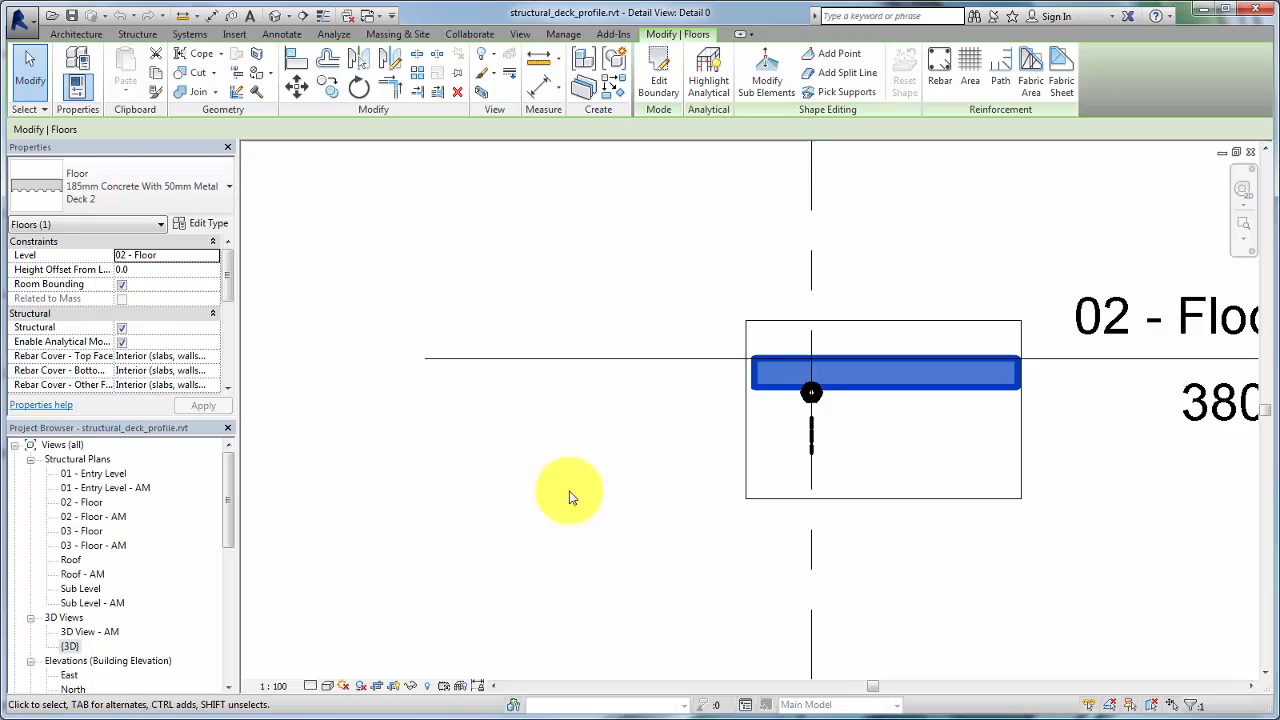 structural_deck_profile.rvt - Detail View: Detail 0
Type a keyword or phrase
Sign In
Architecture Structure Systems Insert Annotate Analyze Massing & Site Collaborate View Manage Add-Ins Modify | Floors
Modify
Select
Properties
Paste
Clipboard
Cope
Cut
Join
Geometry
Modify
View
Measure
Create
Edit Boundary
Mode
Highlight Analytical
Analytical
Modify Sub Elements
Add Point
Add Split Line
Pick Supports
Reset Shape
Shape Editing
Rebar
Area
Path
Fabric Area
Fabric Sheet
Reinforcement
Modify | Floors
Properties
Floor
185mm Concrete With 50mm Metal
Deck 2
Floors (1)
Edit Type
Constraints
Level 02 - Floor
Height Offset From L... 0.0
Room Bounding
Related to Mass
Structural
Structural
Enable Analytical Mo...
Rebar Cover - Top Face Interior (slabs, walls...
Rebar Cover - Botto... Interior (slabs, walls...
Rebar Cover - Other F... Interior (slabs, walls...
Properties help
Apply
Project Browser - structural_deck_profile.rvt
Views (all)
Structural Plans
01 - Entry Level
01 - Entry Level - AM
02 - Floor
02 - Floor - AM
03 - Floor
03 - Floor - AM
Roof
Roof - AM
Sub Level
Sub Level - AM
3D Views
3D View - AM
{3D}
Elevations (Building Elevation)
East
North
02 - Floo
380
2D
1 : 100
Click to select, TAB for alternates, CTRL adds, SHIFT unselects.
:0
Main Model
:1